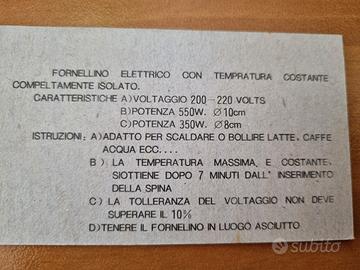 FORNELLINO ELETTRICO CON TEMPRATURA COSTANTE
COMPELTAMENTE ISOLATO.
CARATTERISTICHE A)VOLTAGGIO 200-220 VOLTS
B)POTENZA 550W. Ø10cm
C)POTENZA 350W. Ø8cm
ISTRUZIONI: A)ADATTO PER SCALDARE O BOLLIRE LATTE, CAFFE
ACQUA ECC....
B) LA TEMPERATURA MASSIMA E COSTANTE,
SIOTTIENE DOPO 7 MINUTI DALL' INSERIMENTO
DELLA SPINA
C) LA TOLLERANZA DEL VOLTAGGIO NON DEVE
SUPERARE IL 10%
D)TENERE IL FORNELINO IN LUOGO ASCIUTTO
subito